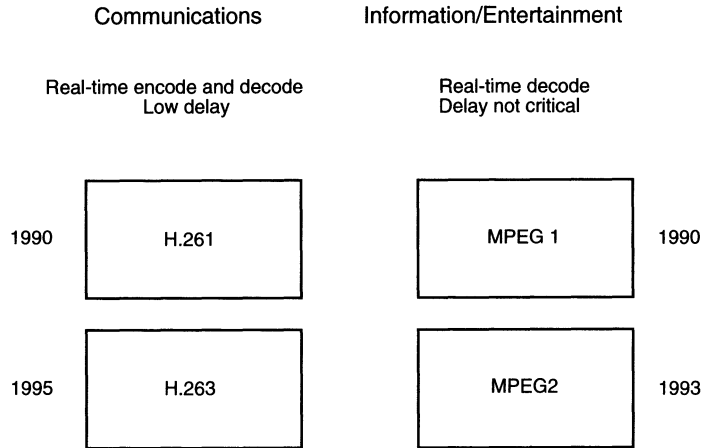 Communications
Information/Entertainment
Real-time encode and decode
Low delay
Real-time decode
Delay not critical
1990
H.261
MPEG 1
1990
1995
H.263
MPEG2
1993